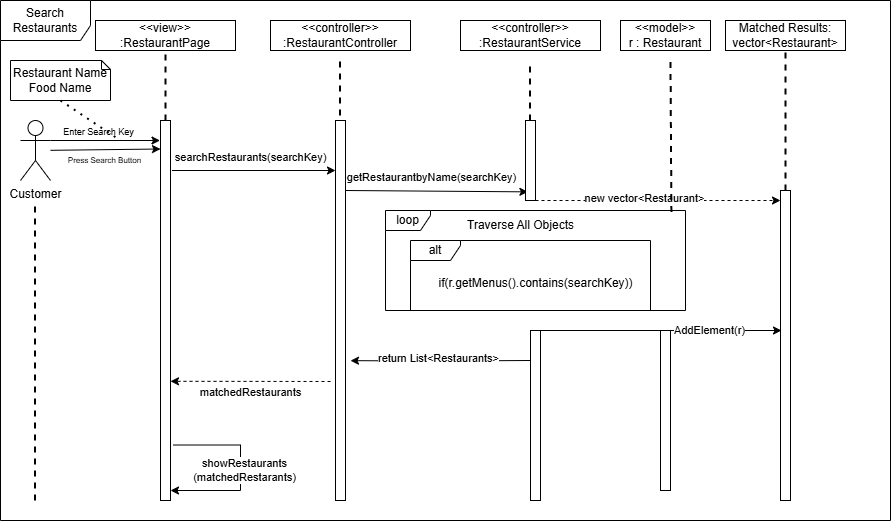 Search
Restaurants
<<view>>
:RestaurantPage
<<controller>>
:RestaurantController
<<controller>>
:RestaurantService
<<model>>
r : Restaurant
Matched Results:
vector<Restaurant>
Restaurant Name
Food Name
Enter Search Key
Press Search Button
Customer
searchRestaurants(searchKey)
getRestaurantbyName(searchKey)
new vector<Restaurant>
loop
Traverse All Objects
alt
if(r.getMenus().contains(searchKey))
AddElement(r)
return List<Restaurants>
matchedRestaurants
showRestaurants
(matchedRestarants)